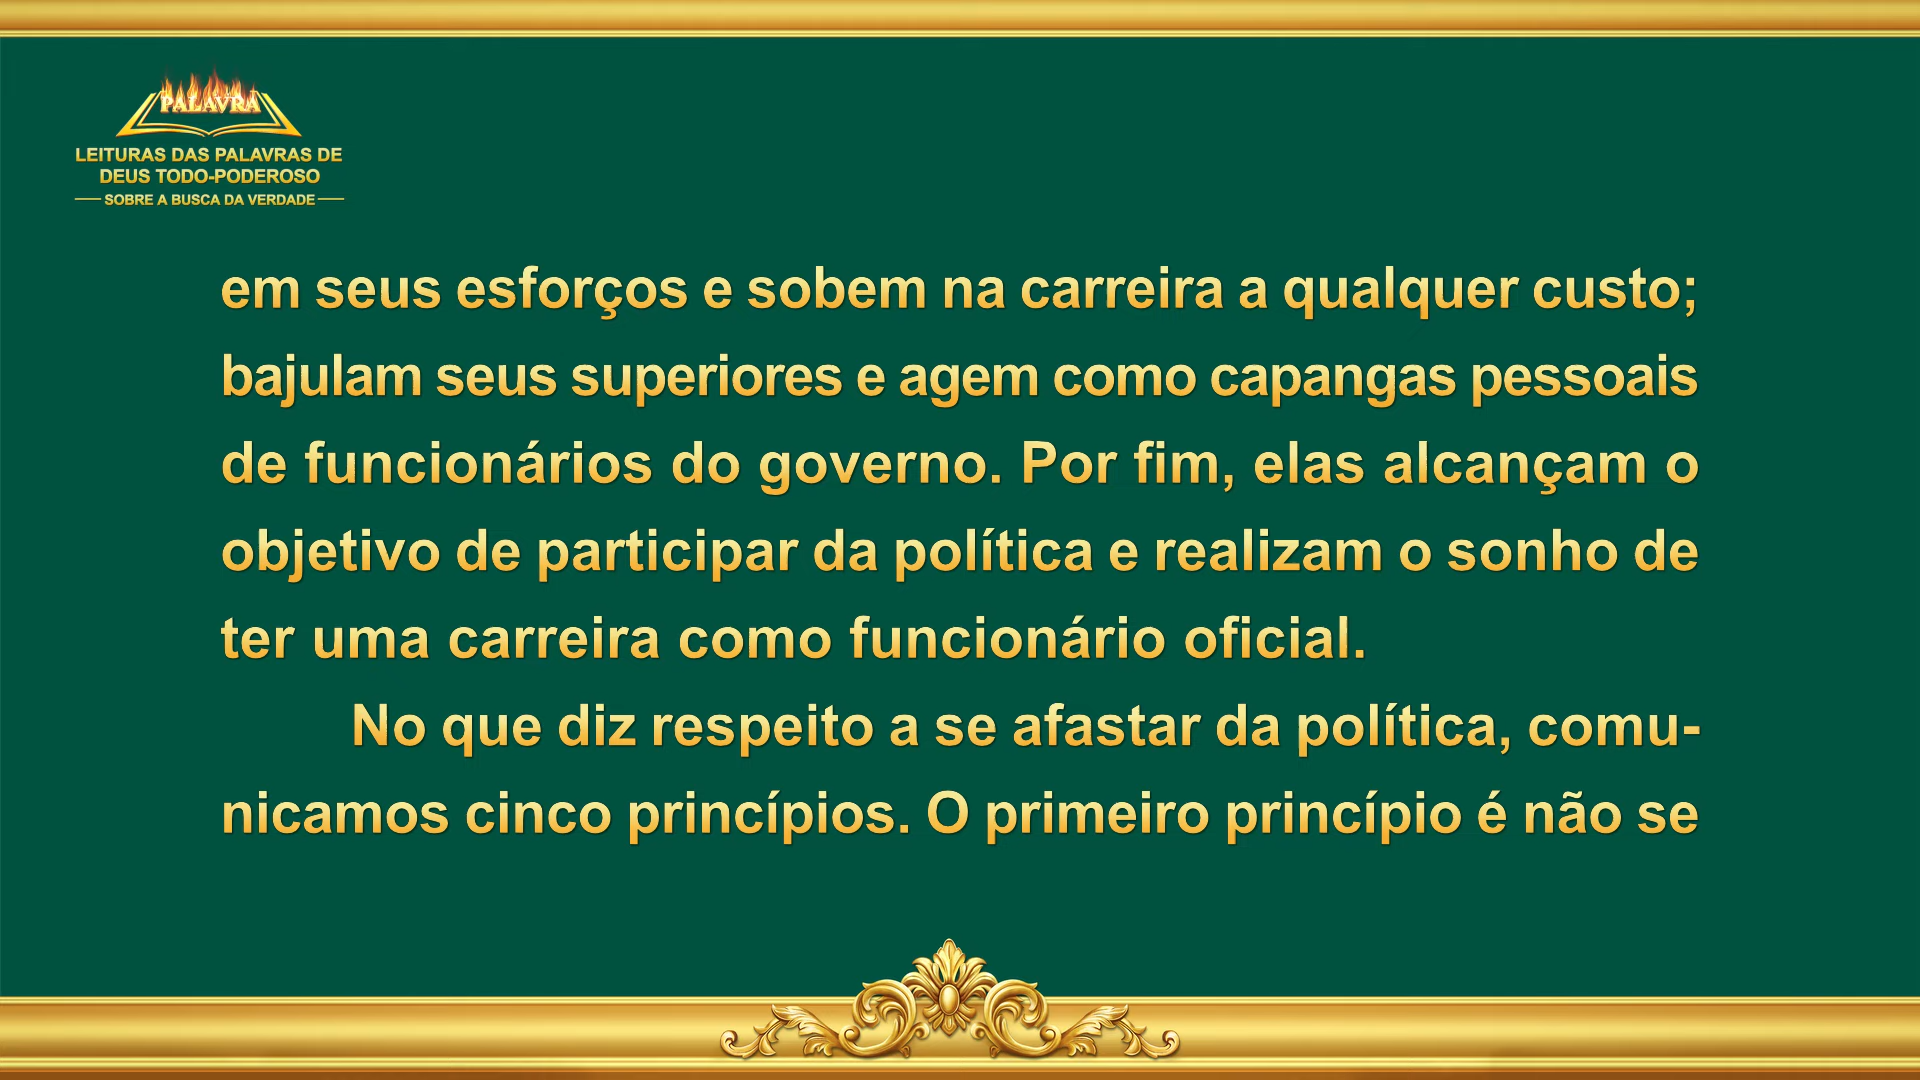 PALAVRA
LEITURAS DAS PALAVRAS DE
DEUS TODO-PODEROSO
SOBRE A BUSCA DA VERDADE
em seus esforços e sobem na carreira a qualquer custo;
bajulam seus superiores e agem como capangas pessoais
de funcionários do governo. Por fim, elas alcançam o
objetivo de participar da política e realizam o sonho de
ter uma carreira como funcionário oficial.
No que diz respeito a se afastar da política, comu-
nicamos cinco princípios. O primeiro princípio é não se